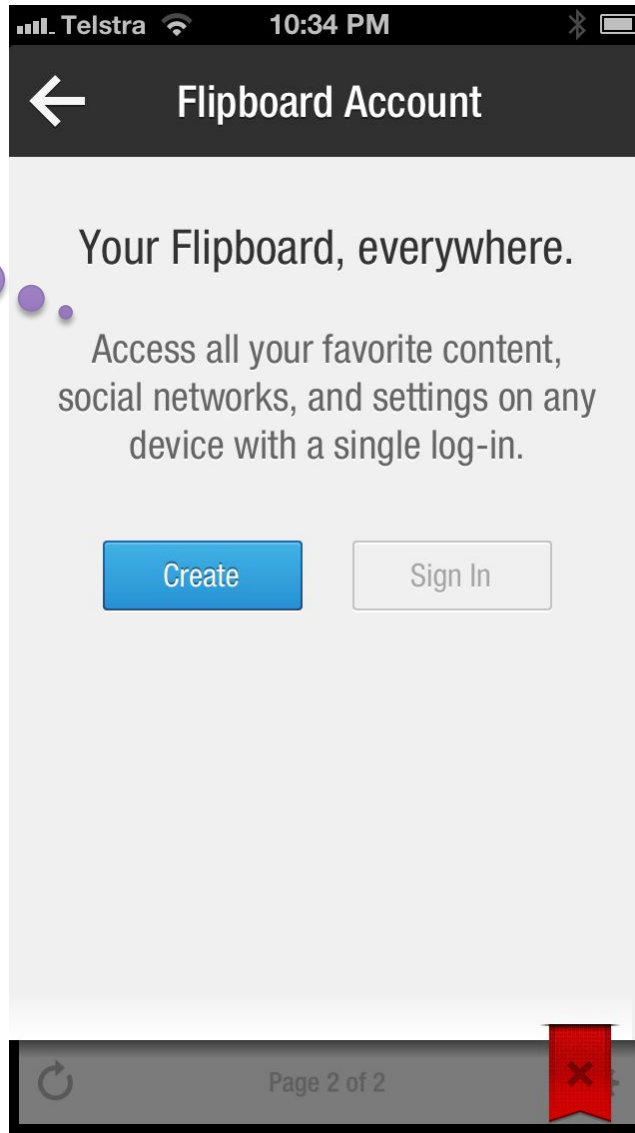 Telstra 10:34 PM
Flipboard Account
Your Flipboard, everywhere.
Access all your favorite content,
social networks, and settings on any
device with a single log-in.
Create Sign In
Page 2 of 2